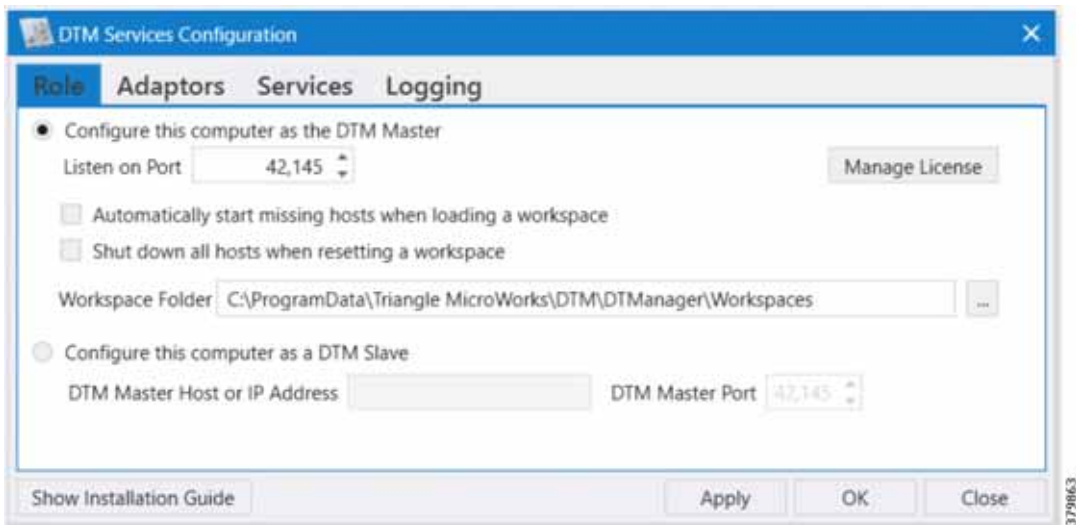 DTM Services Configuration
Role Adaptors Services Logging
Configure this computer as the DTM Master
Listen on Port 42,145 Manage License
Automatically start missing hosts when loading a workspace
Shut down all hosts when resetting a workspace
Workspace Folder C:\ProgramData\Triangle MicroWorks\DTM\DTManager\Workspaces ...
Configure this computer as a DTM Slave
DTM Master Host or IP Address DTM Master Port 42,145
Show Installation Guide Apply OK Close
379863